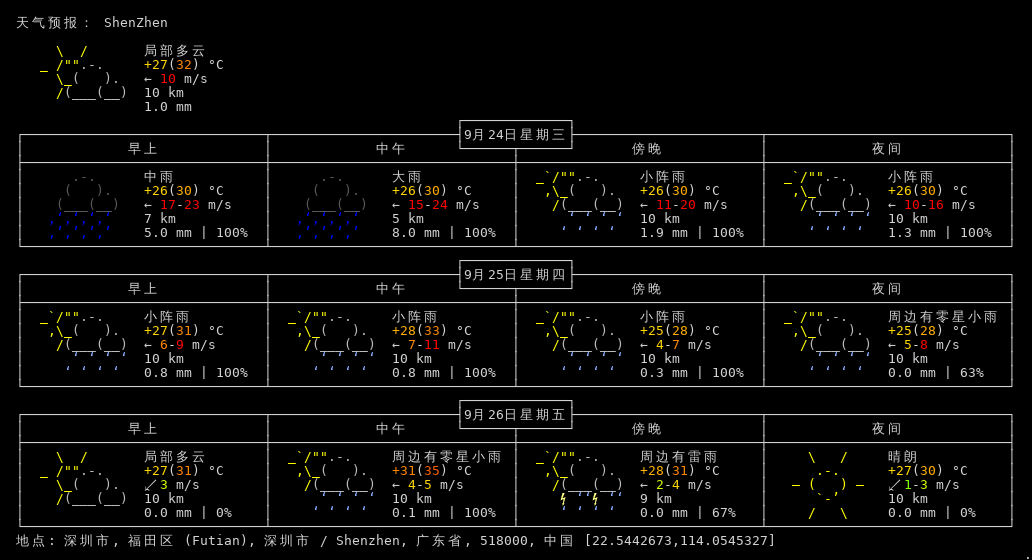 天气预报： ShenZhen
局部多云
+27(32) °C
← 10 m/s
10 km
1.0 mm
9月24日星期三
早上 中午 傍晚 夜间
中雨 大雨 小阵雨 小阵雨
+26(30) °C +26(30) °C +26(30) °C +26(30) °C
← 17-23 m/s ← 15-24 m/s ← 11-20 m/s ← 10-16 m/s
7 km 5 km 10 km 10 km
5.0 mm | 100% 8.0 mm | 100% 1.9 mm | 100% 1.3 mm | 100%
9月25日星期四
早上 中午 傍晚 夜间
小阵雨 小阵雨 小阵雨 周边有零星小雨
+27(31) °C +28(33) °C +25(28) °C +25(28) °C
← 6-9 m/s ← 7-11 m/s ← 4-7 m/s ← 5-8 m/s
10 km 10 km 10 km 10 km
0.8 mm | 100% 0.8 mm | 100% 0.3 mm | 100% 0.0 mm | 63%
9月26日星期五
早上 中午 傍晚 夜间
局部多云 周边有零星小雨 周边有雷雨 晴朗
+27(31) °C +31(35) °C +28(31) °C +27(30) °C
↙3 m/s ← 4-5 m/s ← 2-4 m/s ↙1-3 m/s
10 km 10 km 9 km 10 km
0.0 mm | 0% 0.1 mm | 100% 0.0 mm | 67% 0.0 mm | 0%
地点: 深圳市, 福田区 (Futian), 深圳市 / Shenzhen, 广东省, 518000, 中国 [22.5442673,114.0545327]